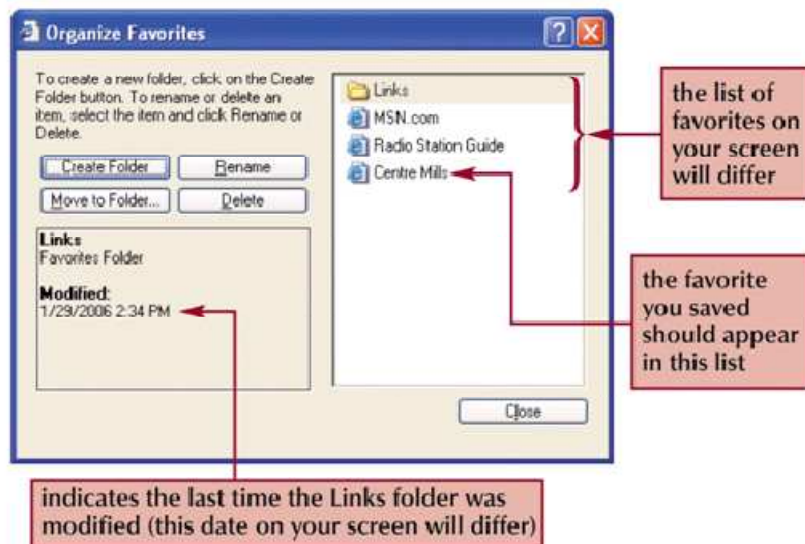 Organize Favorites
To create a new folder, click on the Create
Folder button. To rename or delete an
item, select the item and click Rename or
Delete.
Create Folder
Rename
Move to Folder...
Delete
Links
Favorites Folder
Modified:
1/29/2006 2:34 PM
Links
MSN.com
Radio Station Guide
Centre Mills
Close
the list of
favorites on
your screen
will differ
the favorite
you saved
should appear
in this list
indicates the last time the Links folder was
modified (this date on your screen will differ)